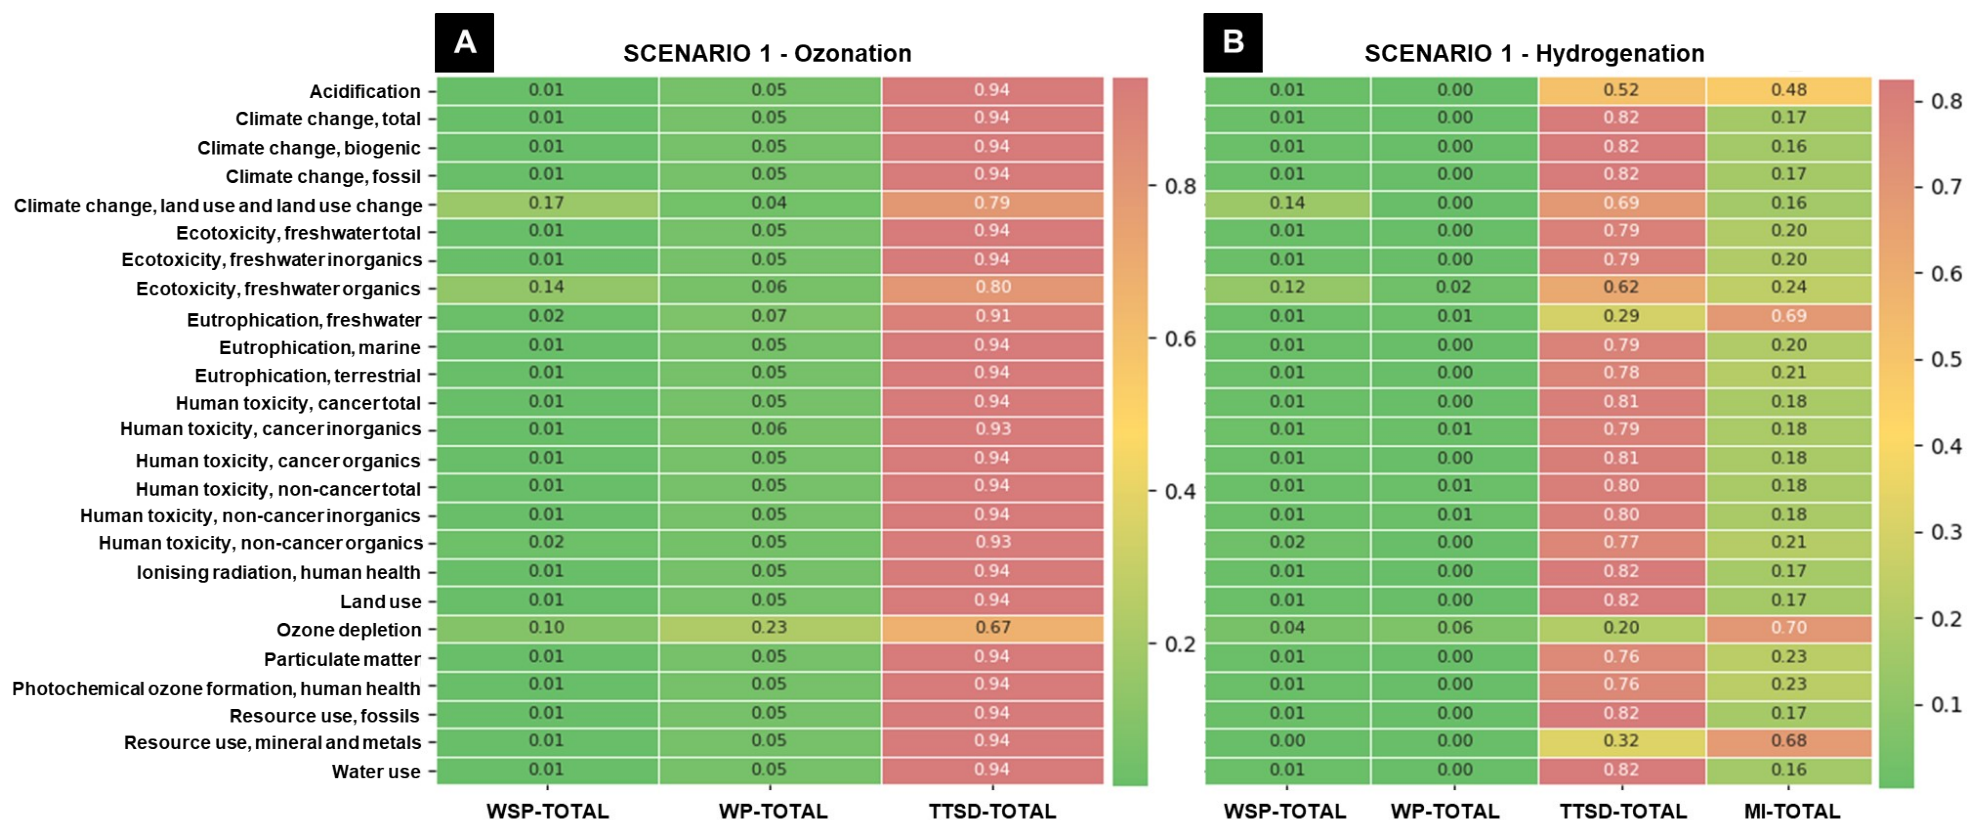 A
SCENARIO 1 - Ozonation
B
SCENARIO 1 - Hydrogenation
Acidification 0.01 0.05 0.94 0.01 0.00 0.52 0.48
Climate change, total 0.01 0.05 0.94 0.01 0.00 0.82 0.17
Climate change, biogenic 0.01 0.05 0.94 0.01 0.00 0.82 0.16
Climate change, fossil 0.01 0.05 0.94 0.01 0.00 0.82 0.17
Climate change, land use and land use change 0.17 0.04 0.79 0.14 0.00 0.69 0.16
Ecotoxicity, freshwater total 0.01 0.05 0.94 0.01 0.00 0.79 0.20
Ecotoxicity, freshwater inorganics 0.01 0.05 0.94 0.01 0.00 0.79 0.20
Ecotoxicity, freshwater organics 0.14 0.06 0.80 0.12 0.02 0.62 0.24
Eutrophication, freshwater 0.02 0.07 0.91 0.01 0.01 0.29 0.69
Eutrophication, marine 0.01 0.05 0.94 0.01 0.00 0.79 0.20
Eutrophication, terrestrial 0.01 0.05 0.94 0.01 0.00 0.78 0.21
Human toxicity, cancer total 0.01 0.05 0.94 0.01 0.00 0.81 0.18
Human toxicity, cancer inorganics 0.01 0.06 0.93 0.01 0.01 0.79 0.18
Human toxicity, cancer organics 0.01 0.05 0.94 0.01 0.00 0.81 0.18
Human toxicity, non-cancer total 0.01 0.05 0.94 0.01 0.01 0.80 0.18
Human toxicity, non-cancer inorganics 0.01 0.05 0.94 0.01 0.01 0.80 0.18
Human toxicity, non-cancer organics 0.02 0.05 0.93 0.02 0.00 0.77 0.21
Ionising radiation, human health 0.01 0.05 0.94 0.01 0.00 0.82 0.17
Land use 0.01 0.05 0.94 0.01 0.00 0.82 0.17
Ozone depletion 0.10 0.23 0.67 0.04 0.06 0.20 0.70
Particulate matter 0.01 0.05 0.94 0.01 0.00 0.76 0.23
Photochemical ozone formation, human health 0.01 0.05 0.94 0.01 0.00 0.76 0.23
Resource use, fossils 0.01 0.05 0.94 0.01 0.00 0.82 0.17
Resource use, mineral and metals 0.01 0.05 0.94 0.00 0.00 0.32 0.68
Water use 0.01 0.05 0.94 0.01 0.00 0.82 0.16
WSP-TOTAL WP-TOTAL TTSD-TOTAL WSP-TOTAL WP-TOTAL TTSD-TOTAL MI-TOTAL
0.8
0.6
0.4
0.2
0.8
0.7
0.6
0.5
0.4
0.3
0.2
0.1